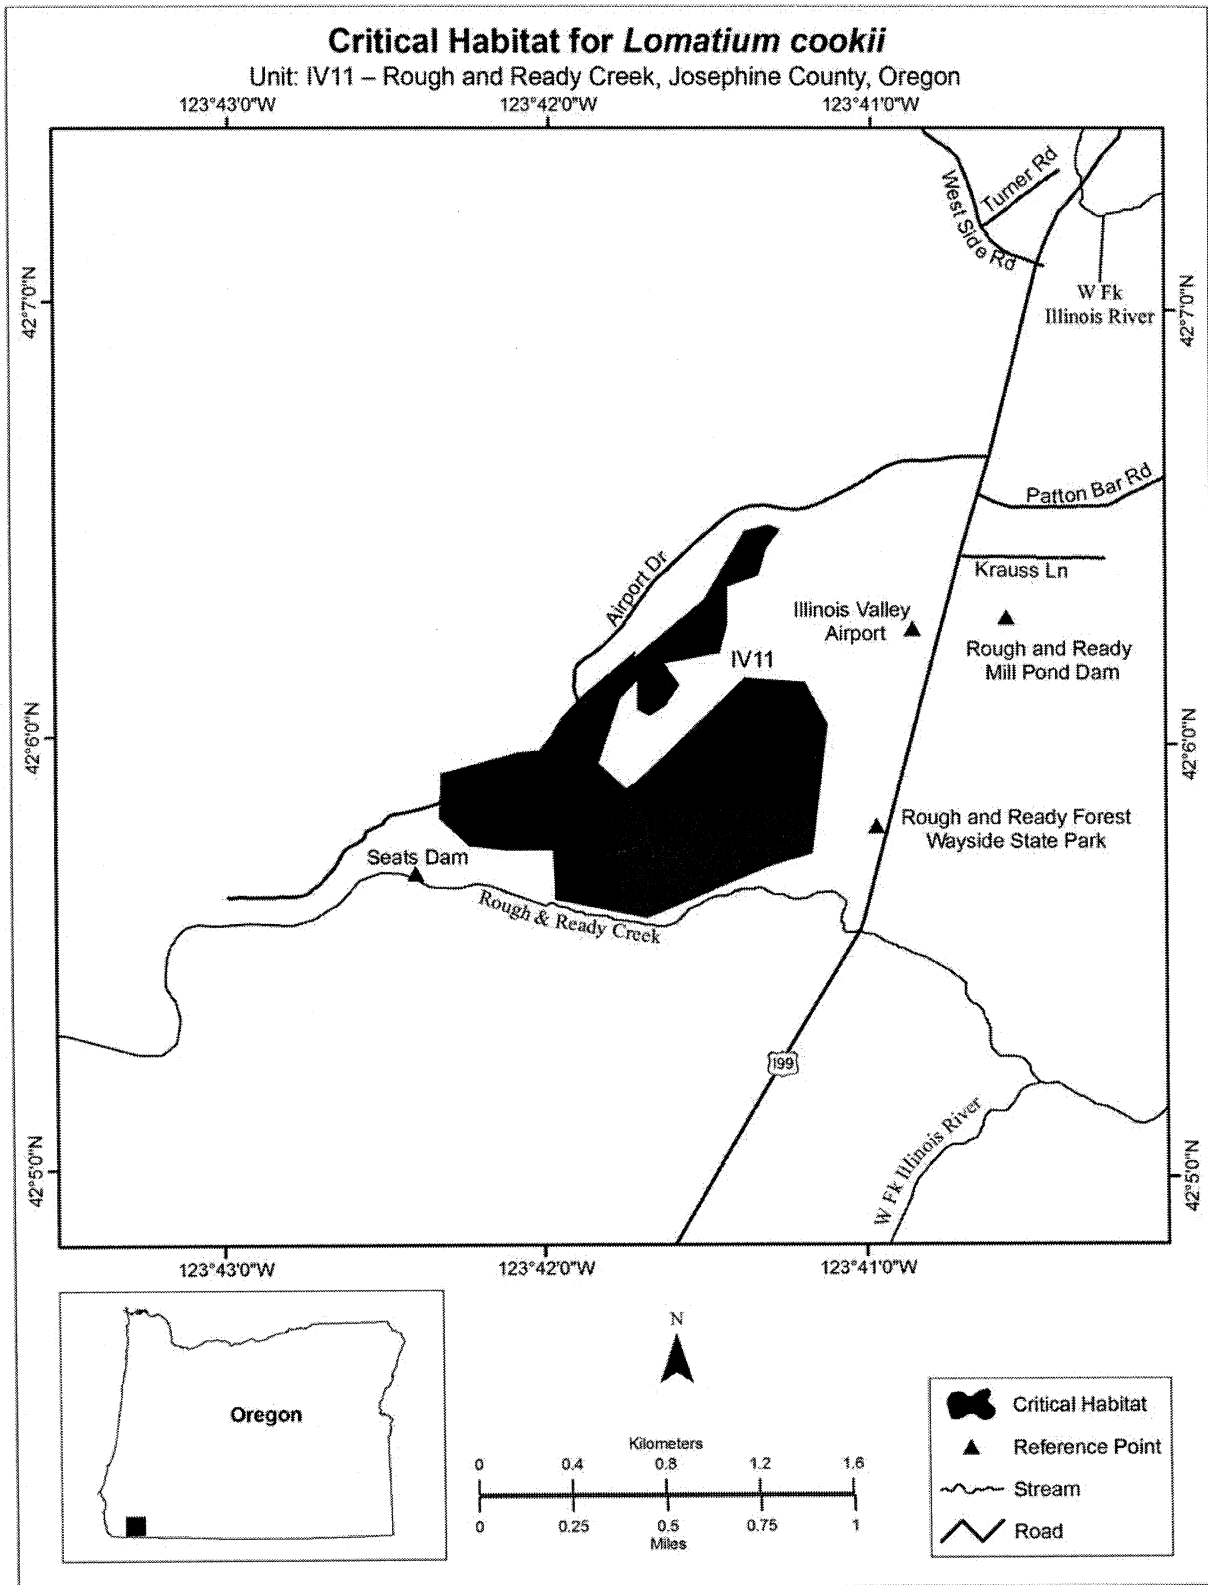 Critical Habitat for Lomatium cookii
Unit: IV11 – Rough and Ready Creek, Josephine County, Oregon
123°43'0"W 123°42'0"W 123°41'0"W
West Side Rd
Turner Rd
42°7'0"N
W Fk
Illinois River
42°7'0"N
Patton Bar Rd
Airport Dr
Krauss Ln
Illinois Valley
Airport
Rough and Ready
Mill Pond Dam
IV11
42°6'0"N
42°6'0"N
Rough and Ready Forest
Wayside State Park
Seats Dam
Rough & Ready Creek
199
W Fk Illinois River
42°5'0"N
42°5'0"N
123°43'0"W 123°42'0"W 123°41'0"W
Oregon
N
Kilometers
0 0.4 0.8 1.2 1.6
0 0.25 0.5 0.75 1
Miles
Critical Habitat
Reference Point
Stream
Road